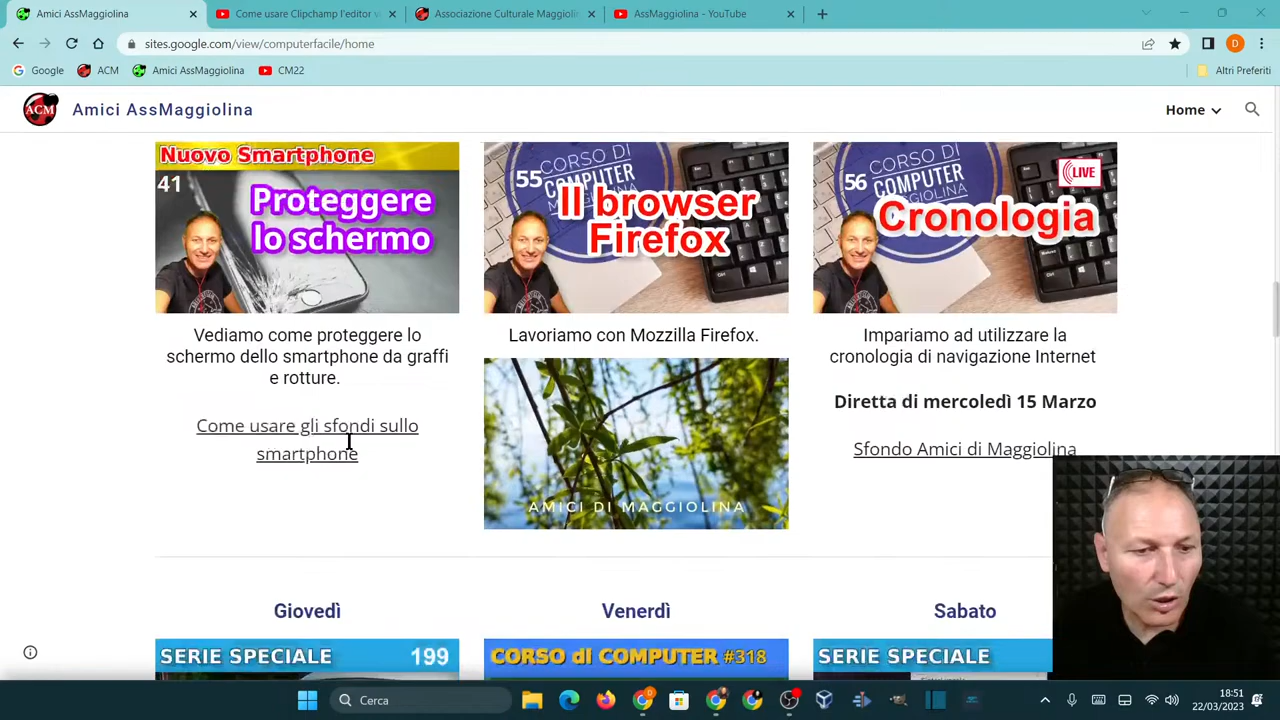 Amici AssMaggiolina
Come usare Clipchamp l'editor v
Associazione Culturale Maggiolin
AssMaggiolina - YouTube
sites.google.com/view/computerfacile/home
D
Google
ACM
Amici AssMaggiolina
CM22
Altri Preferiti
ACM
Amici AssMaggiolina
Home
Nuovo Smartphone
41
Proteggere
lo schermo
CORSO DI
COMPUTER
MAGGIOLINA
55
Il browser
Firefox
CORSO DI
COMPUTER
MAGGIOLINA
56
LIVE
Cronologia
Vediamo come proteggere lo
schermo dello smartphone da graffi
e rotture.
Come usare gli sfondi sullo
smartphone
Lavoriamo con Mozzilla Firefox.
AMICI DI MAGGIOLINA
Impariamo ad utilizzare la
cronologia di navigazione Internet
Diretta di mercoledì 15 Marzo
Sfondo Amici di Maggiolina
Giovedì
Venerdì
Sabato
SERIE SPECIALE 199
CORSO di COMPUTER #318
SERIE SPECIALE
Cerca
18:51
22/03/2023